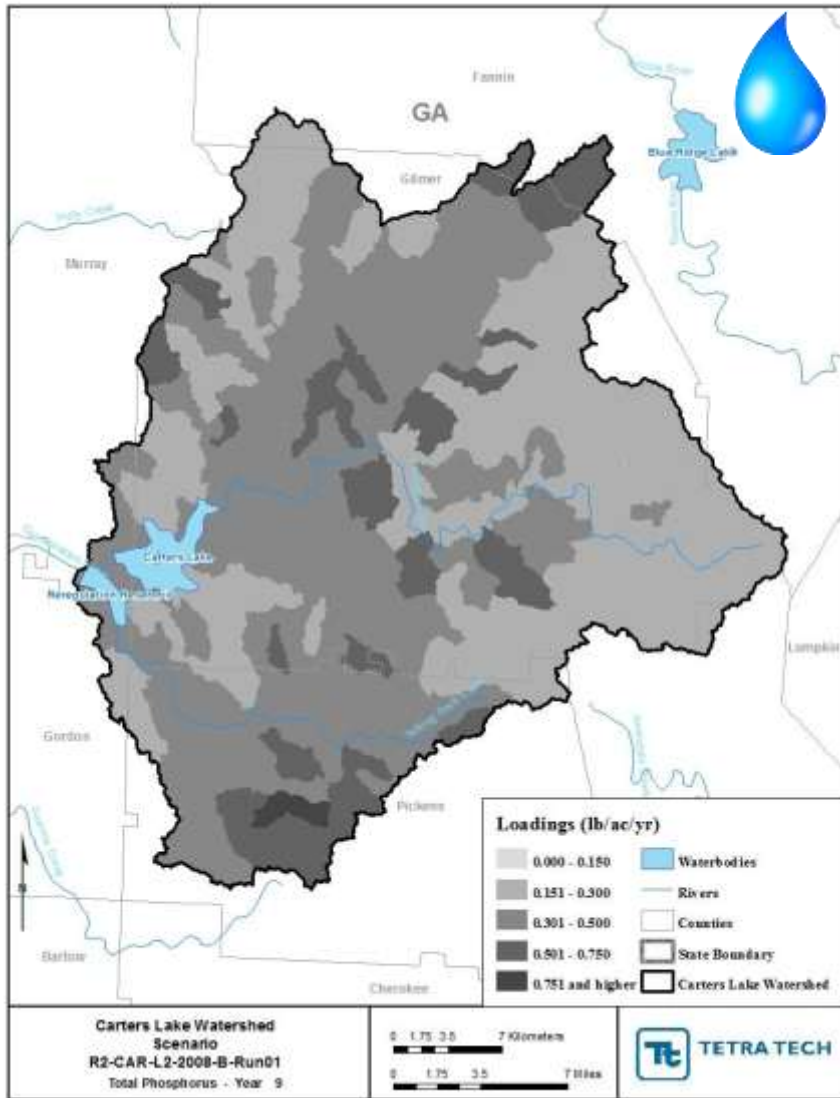 Fannin
GA
Blue Ridge Lake
Gilmer
Murray
Carters Lake
Reregulation Reservoir
Lumpkin
Gordon
Pickens
Loadings (lb/ac/yr)
0.000 - 0.150
0.151 - 0.300
0.301 - 0.500
0.501 - 0.750
0.751 and higher
Waterbodies
Rivers
Counties
State Boundary
Carters Lake Watershed
N
Bartow
Cherokee
Carters Lake Watershed
Scenario
R2-CAR-L2-2008-B-Run01
Total Phosphorus - Year 9
0 1.75 3.5 7 Kilometers
0 1.75 3.5 7 Miles
Tt
TETRA TECH